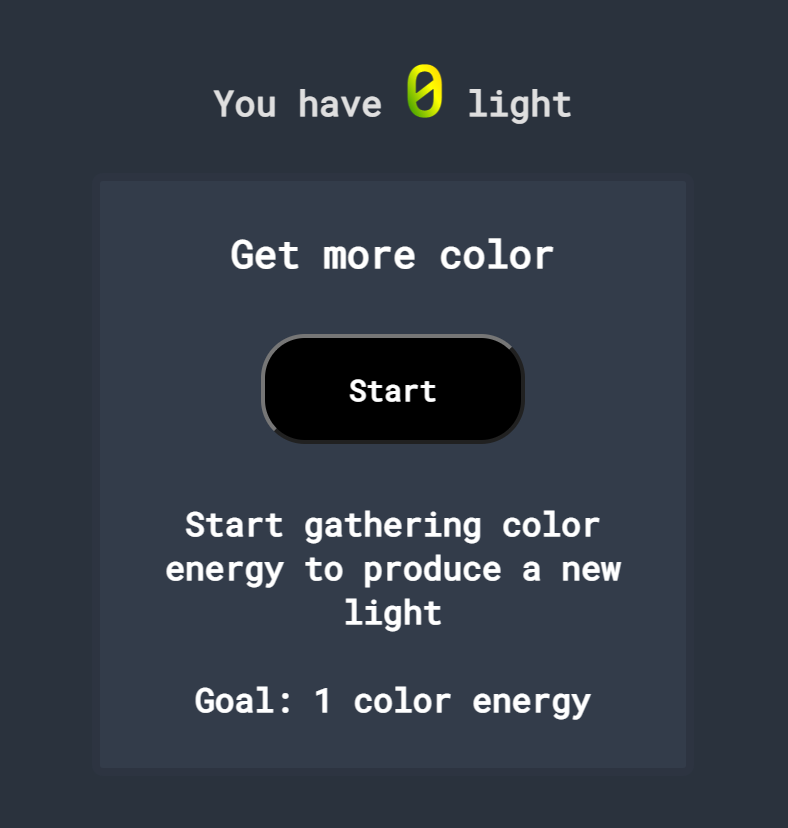 You have 0 light
Get more color
Start
Start gathering color
energy to produce a new
light
Goal: 1 color energy